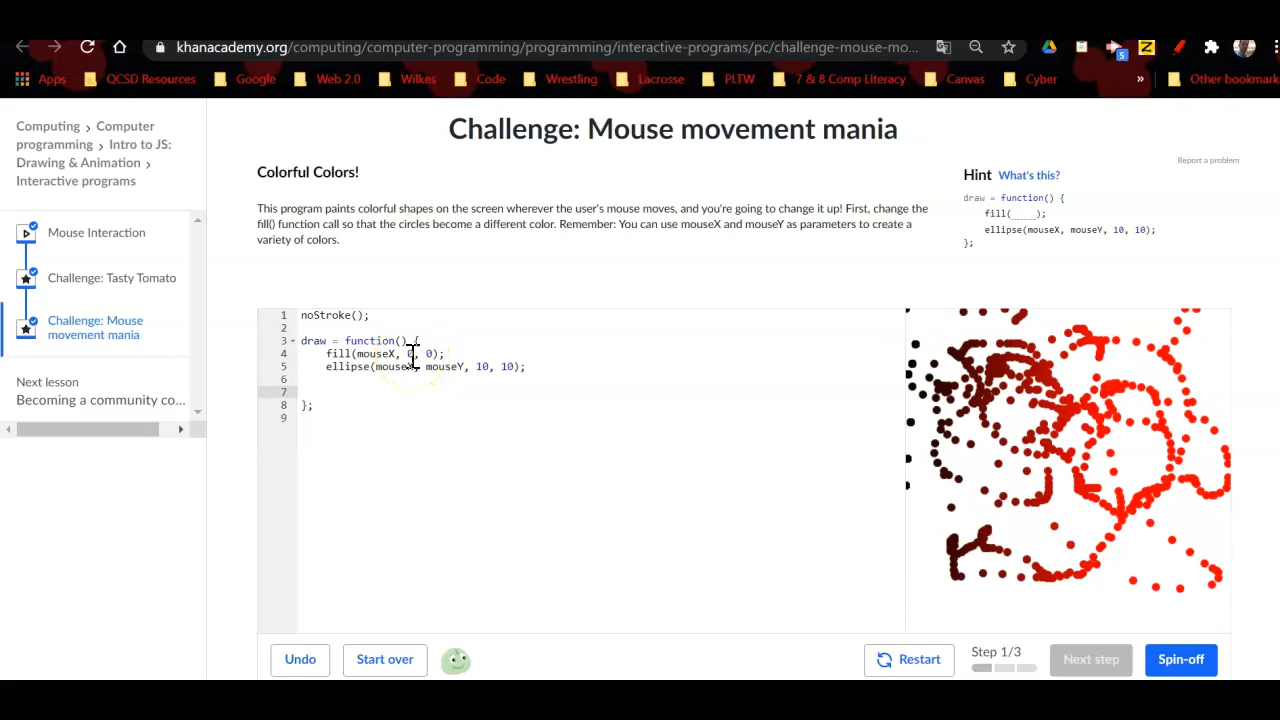 khanacademy.org/computing/computer-programming/programming/interactive-programs/pc/challenge-mouse-mo...
5
Apps QCSD Resources Google Web 2.0 Wilkes Code Wrestling Lacrosse PLTW 7 & 8 Comp Literacy Canvas Cyber » Other bookmark
Computing > Computer
programming > Intro to JS:
Drawing & Animation >
Interactive programs
Mouse Interaction
Challenge: Tasty Tomato
Challenge: Mouse
movement mania
Next lesson
Becoming a community co...
Challenge: Mouse movement mania
Report a problem
Colorful Colors!
This program paints colorful shapes on the screen wherever the user's mouse moves, and you're going to change it up! First, change the
fill() function call so that the circles become a different color. Remember: You can use mouseX and mouseY as parameters to create a
variety of colors.
Hint What's this?
draw = function() {
fill(_____);
ellipse(mouseX, mouseY, 10, 10);
};
1 noStroke();
2
3 draw = function() {
4 fill(mouseX, 0, 0);
5 ellipse(mouseX, mouseY, 10, 10);
6
8 };
9
Undo
Start over
Restart
Step 1/3
Next step
Spin-off